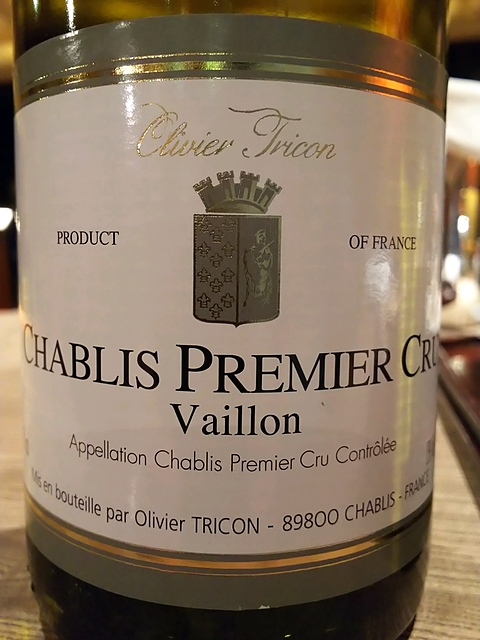 Olivier Tricon
PRODUCT OF FRANCE
CHABLIS PREMIER CRU
Vaillon
Appellation Chablis Premier Cru Contrôlée
Mis en bouteille par Olivier TRICON - 89800 CHABLIS - FRANCE